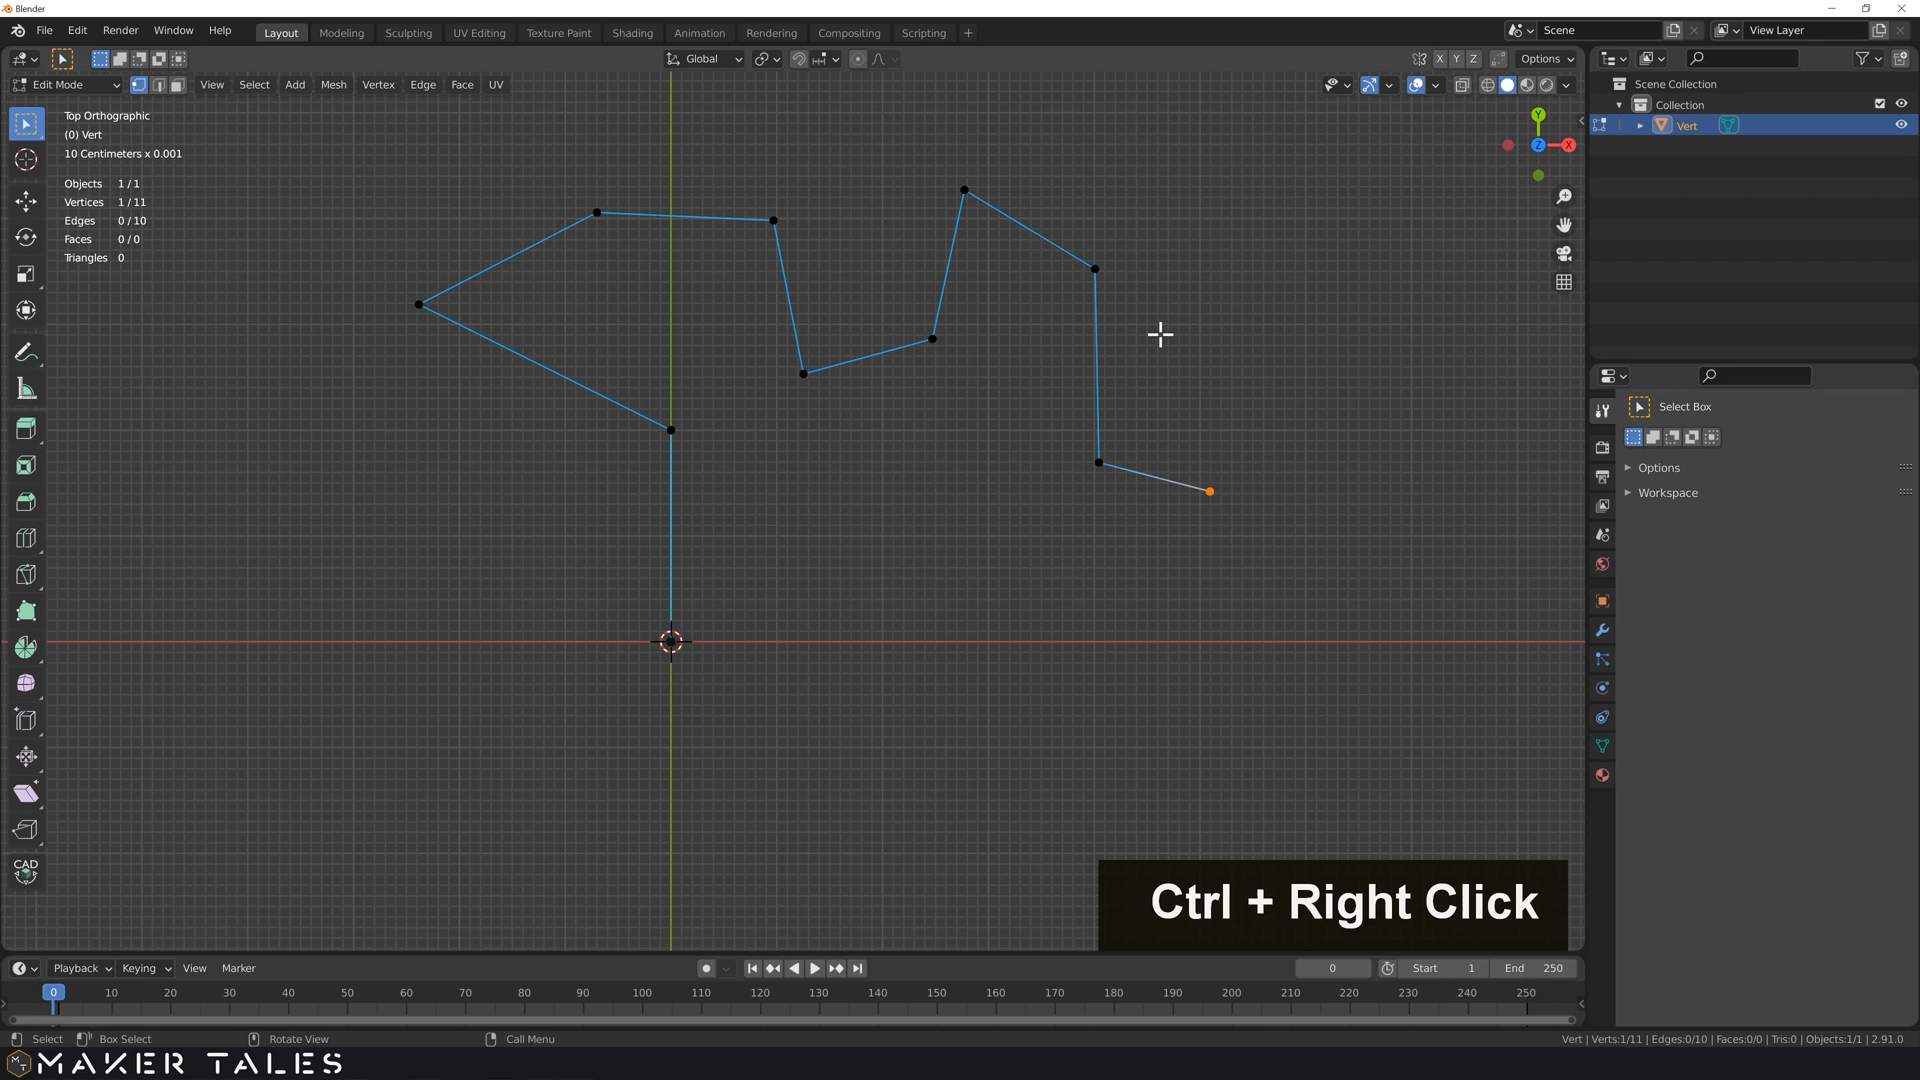 Blender
File Edit Render Window Help Layout Modeling Sculpting UV Editing Texture Paint Shading Animation Rendering Compositing Scripting + Scene View Layer
Global X Y Z Options
Edit Mode View Select Add Mesh Vertex Edge Face UV
Scene Collection
Collection
Vert
Top Orthographic
(0) Vert
10 Centimeters x 0.001
Objects 1 / 1
Vertices 1 / 11
Edges 0 / 10
Faces 0 / 0
Triangles 0
Y
Z X
Select Box
Options
Workspace
CAD
Ctrl + Right Click
Playback Keying View Marker 0 Start 1 End 250
0 10 20 30 40 50 60 70 80 90 100 110 120 130 140 150 160 170 180 190 200 210 220 230 240 250
Select Box Select Rotate View Call Menu Vert | Verts:1/11 | Edges:0/10 | Faces:0/0 | Tris:0 | Objects:1/1 | 2.91.0
MT MAKER TALES